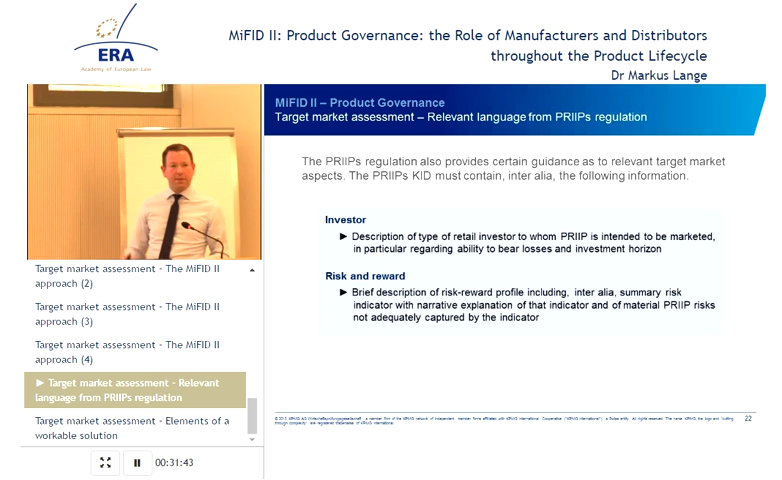 ERA
Academy of European Law
MiFID II: Product Governance: the Role of Manufacturers and Distributors
throughout the Product Lifecycle
Dr Markus Lange
MiFID II – Product Governance
Target market assessment – Relevant language from PRIIPs regulation
The PRIIPs regulation also provides certain guidance as to relevant target market
aspects. The PRIIPs KID must contain, inter alia, the following information.
Investor
► Description of type of retail investor to whom PRIIP is intended to be marketed,
in particular regarding ability to bear losses and investment horizon
Risk and reward
► Brief description of risk-reward profile including, inter alia, summary risk
indicator with narrative explanation of that indicator and of material PRIIP risks
not adequately captured by the indicator
Target market assessment - The MiFID II
approach (2)
Target market assessment - The MiFID II
approach (3)
Target market assessment - The MiFID II
approach (4)
► Target market assessment - Relevant
language from PRIIPs regulation
Target market assessment - Elements of a
workable solution
00:31:43
22